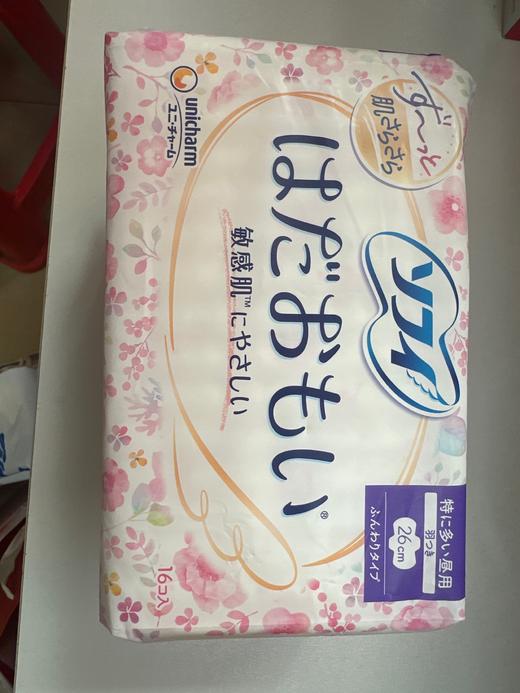 ず〜っと
肌さらさら
ソフィ
はだおもい®
敏感肌™にやさしい
unicharm
ユニ・チャーム
特に多い昼用
羽つき
26cm
ふんわりタイプ
16コ入